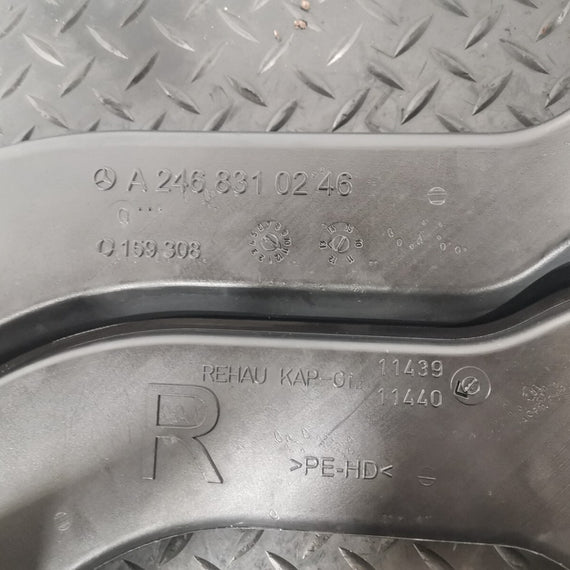 A 246 831 02 46
Q 159 308
REHAU KAP-01 11439
11440
R
>PE-HD<